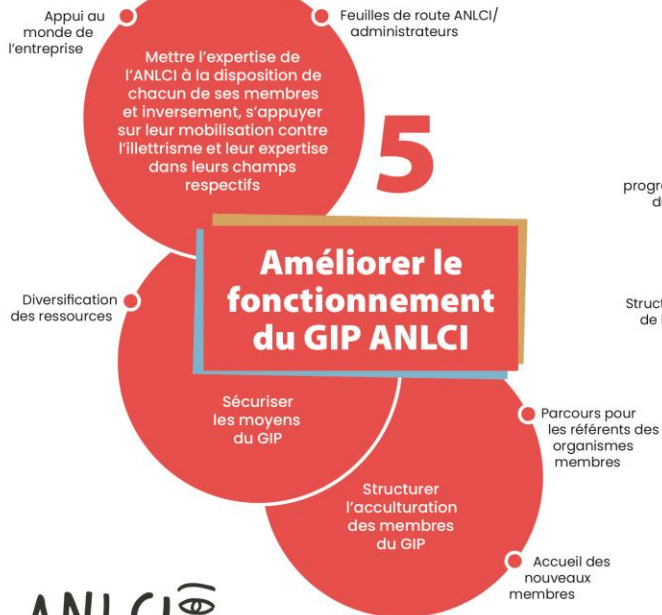 Appui au
monde de
l'entreprise
Feuilles de route ANLCI/
administrateurs
Mettre l'expertise de
l'ANLCI à la disposition de
chacun de ses membres
et inversement, s'appuyer
sur leur mobilisation contre
l'illettrisme et leur expertise
dans leurs champs
respectifs
5
Améliorer le
fonctionnement
du GIP ANLCI
Diversification
des ressources
Sécuriser
les moyens
du GIP
Parcours pour
les référents des
organismes
membres
Structurer
l'acculturation
des membres
du GIP
Accueil des
nouveaux
membres
ANLCI